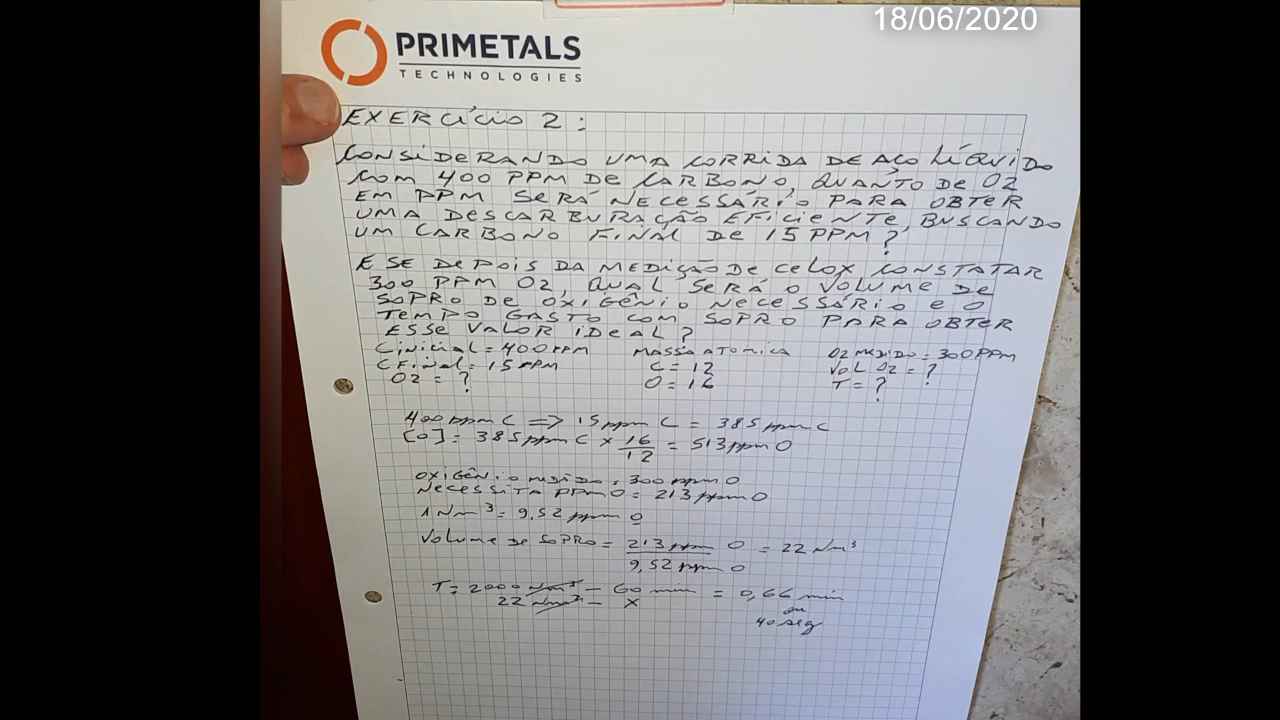 18/06/2020
PRIMETALS
TECHNOLOGIES
EXERCÍCIO 2:
CONSIDERANDO UMA CORRIDA DE AÇO LÍQUIDO
COM 400 PPM DE CARBONO, QUANTO DE O2
EM PPM SERÁ NECESSÁRIO PARA OBTER
UMA DESCARBURAÇÃO EFICIENTE, BUSCANDO
UM CARBONO FINAL DE 15 PPM?
E SE DEPOIS DA MEDIÇÃO DE CELOX CONSTATAR
300 PPM O2, QUAL SERÁ O VOLUME DE
SOPRO DE OXIGÊNIO NECESSÁRIO E O
TEMPO GASTO COM SOPRO PARA OBTER
ESSE VALOR IDEAL?
C INICIAL = 400 PPM MASSA ATOMICA O2 MEDIDO = 300 PPM
C FINAL = 15 PPM C = 12 VOL O2 = ?
O2 = ? O = 16 T = ?
400 ppm C => 15 ppm C = 385 ppm C
[O] = 385 ppm C x 16/12 = 513 ppm O
OXIGÊNIO MEDIDO = 300 ppm O
NECESSITA PPM O = 213 ppm O
1 Nm³ = 9,52 ppm O
VOLUME DE SOPRO = 213 ppm O = 22 Nm³
9,52 ppm O
T = 2000 Nm³ – 60 min = 0,66 min
22 Nm³ – X ou
40 seg